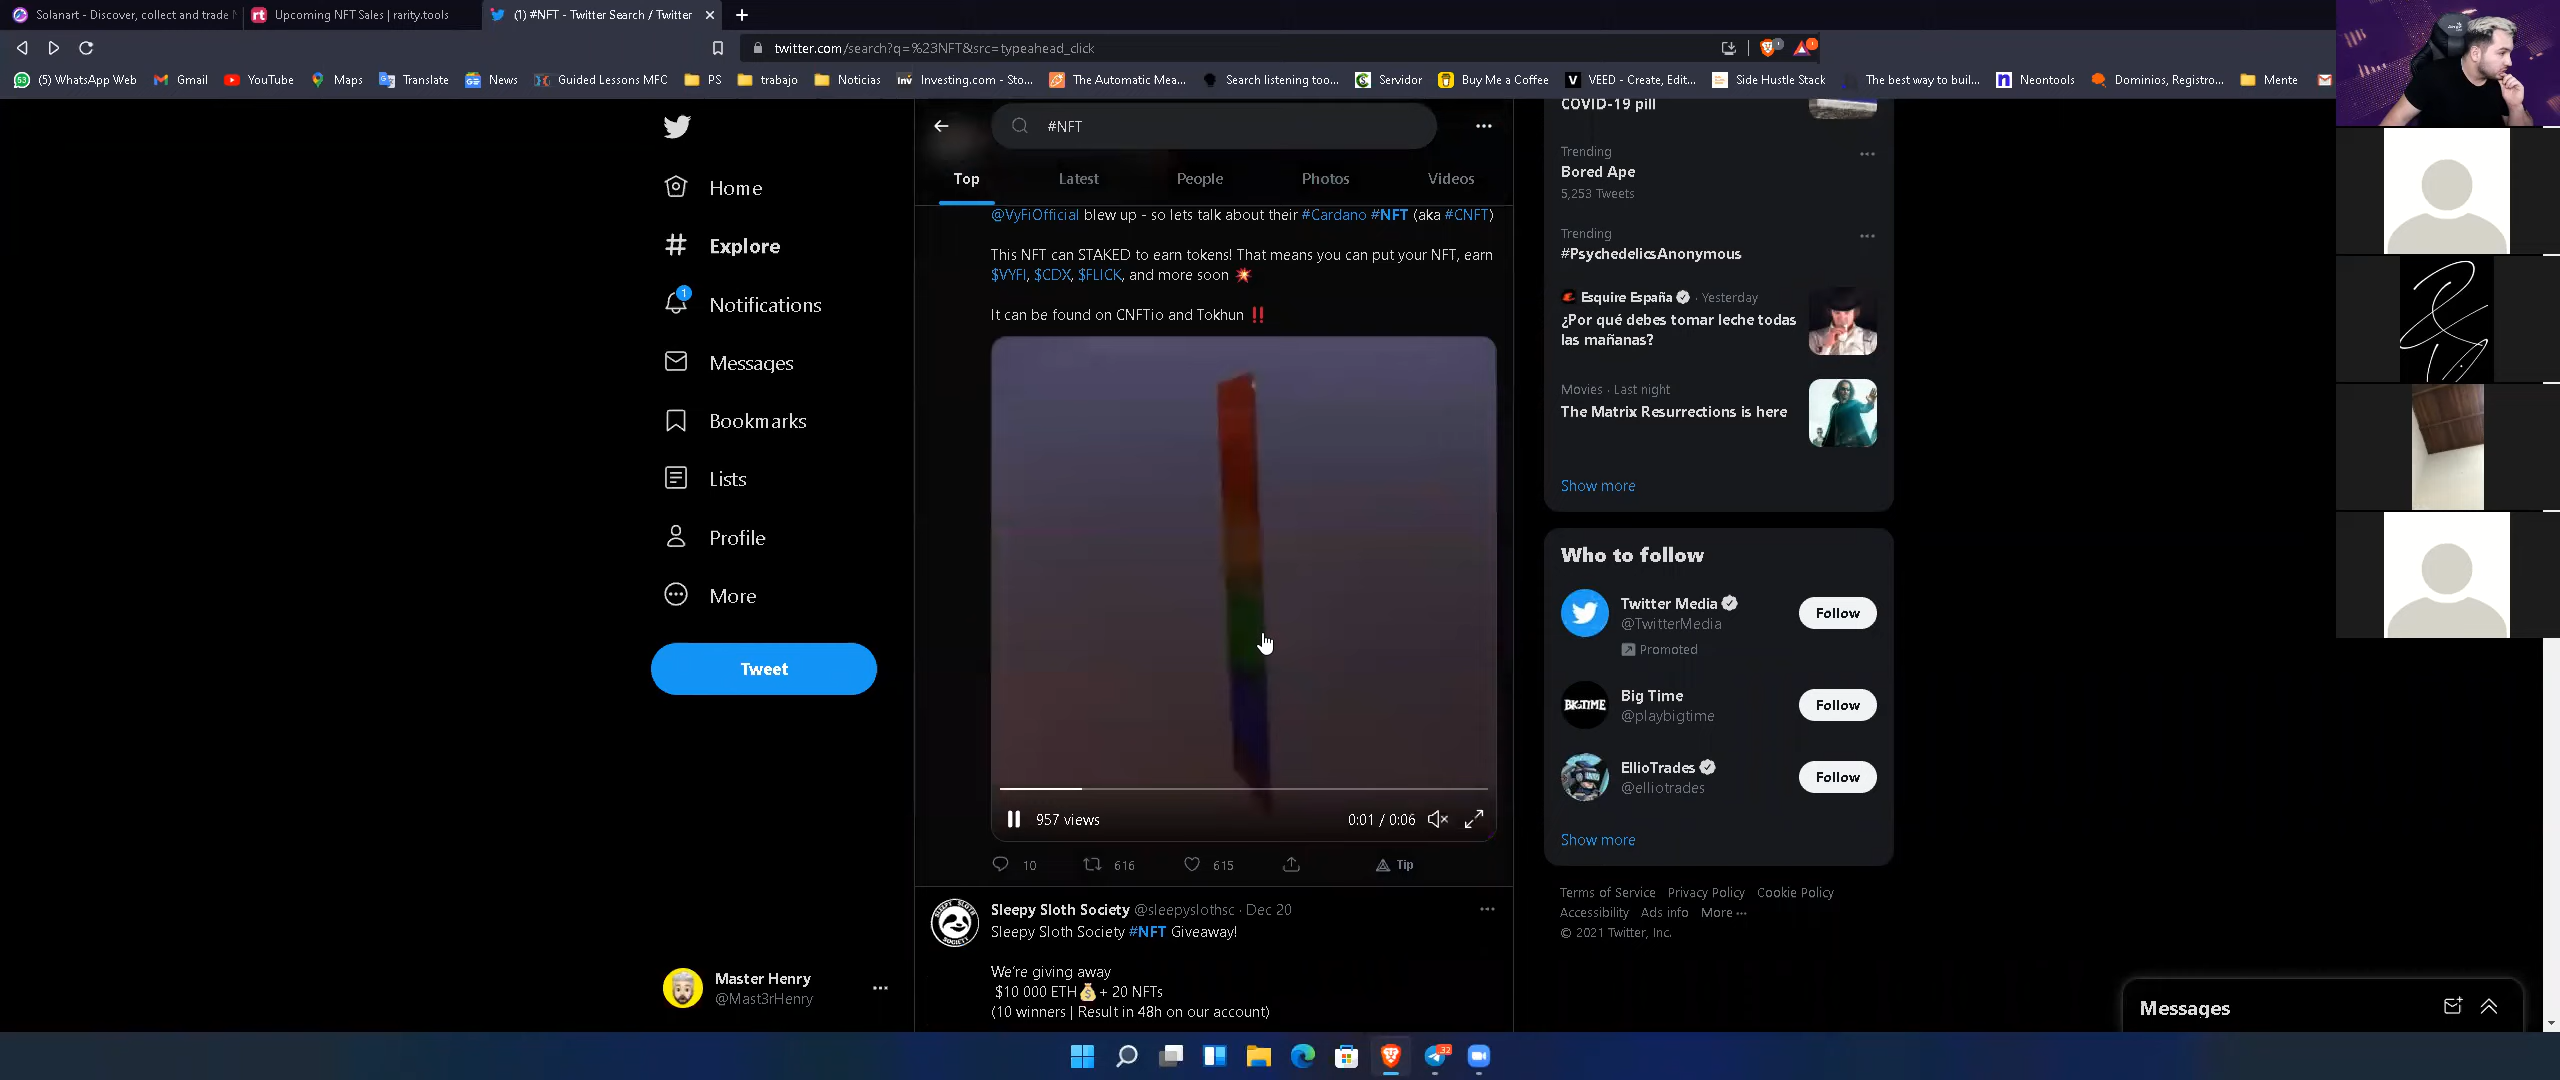 Solanart - Discover, collect and trade
Upcoming NFT Sales | rarity.tools
(1) #NFT - Twitter Search / Twitter
twitter.com/search?q=%23NFT&src=typeahead_click
(5) WhatsApp Web
Gmail
YouTube
Maps
Translate
News
Guided Lessons MFC
PS
trabajo
Noticias
Investing.com - Sto...
The Automatic Mea...
Search listening too...
Servidor
Buy Me a Coffee
VEED - Create, Edit...
Side Hustle Stack
The best way to buil...
Neontools
Dominios, Registro...
Mente
Home
Explore
1
Notifications
Messages
Bookmarks
Lists
Profile
More
Tweet
Master Henry
@Mast3rHenry
#NFT
Top
Latest
People
Photos
Videos
@VyFiOfficial blew up - so lets talk about their #Cardano #NFT (aka #CNFT)
This NFT can STAKED to earn tokens! That means you can put your NFT, earn
$VYFI, $CDX, $FLICK, and more soon 💥
It can be found on CNFTio and Tokhun ‼️
957 views
0:01 / 0:06
10
616
615
Tip
SLEEPY SLOTH SOCIETY
Sleepy Sloth Society @sleepyslothsc · Dec 20
Sleepy Sloth Society #NFT Giveaway!
We're giving away
$10 000 ETH💰+ 20 NFTs
(10 winners | Result in 48h on our account)
COVID-19 pill
Trending
Bored Ape
5,253 Tweets
Trending
#PsychedelicsAnonymous
Esquire España · Yesterday
¿Por qué debes tomar leche todas
las mañanas?
Movies · Last night
The Matrix Resurrections is here
Show more
Who to follow
Twitter Media
@TwitterMedia
Promoted
Follow
BIGTIME
Big Time
@playbigtime
Follow
EllioTrades
@elliotrades
Follow
Show more
Terms of Service Privacy Policy Cookie Policy
Accessibility Ads info More ···
© 2021 Twitter, Inc.
Messages
32